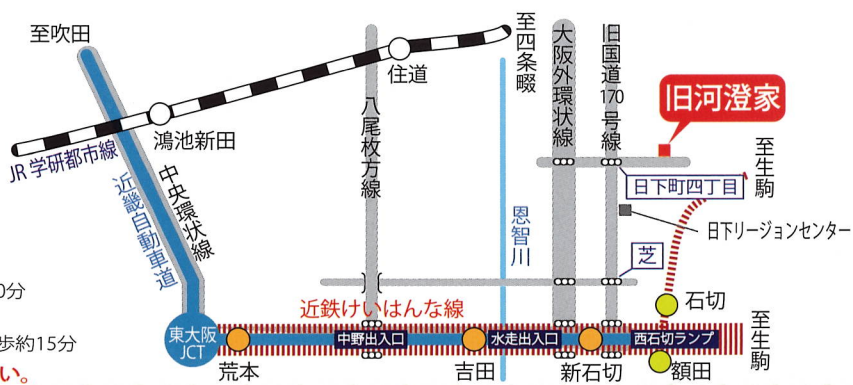 至吹田
住道
至四条畷
大阪外環状線
旧国道170号線
旧河澄家
鴻池新田
JR 学研都市線
八尾枚方線
至生駒
中央環状線
近畿自動車道
日下町四丁目
恩智川
日下リージョンセンター
芝
0分
近鉄けいはんな線
石切
歩約15分
東大阪
JCT
中野出入口
水走出入口
西石切ランプ
至生駒
い。
荒本
吉田
新石切
額田